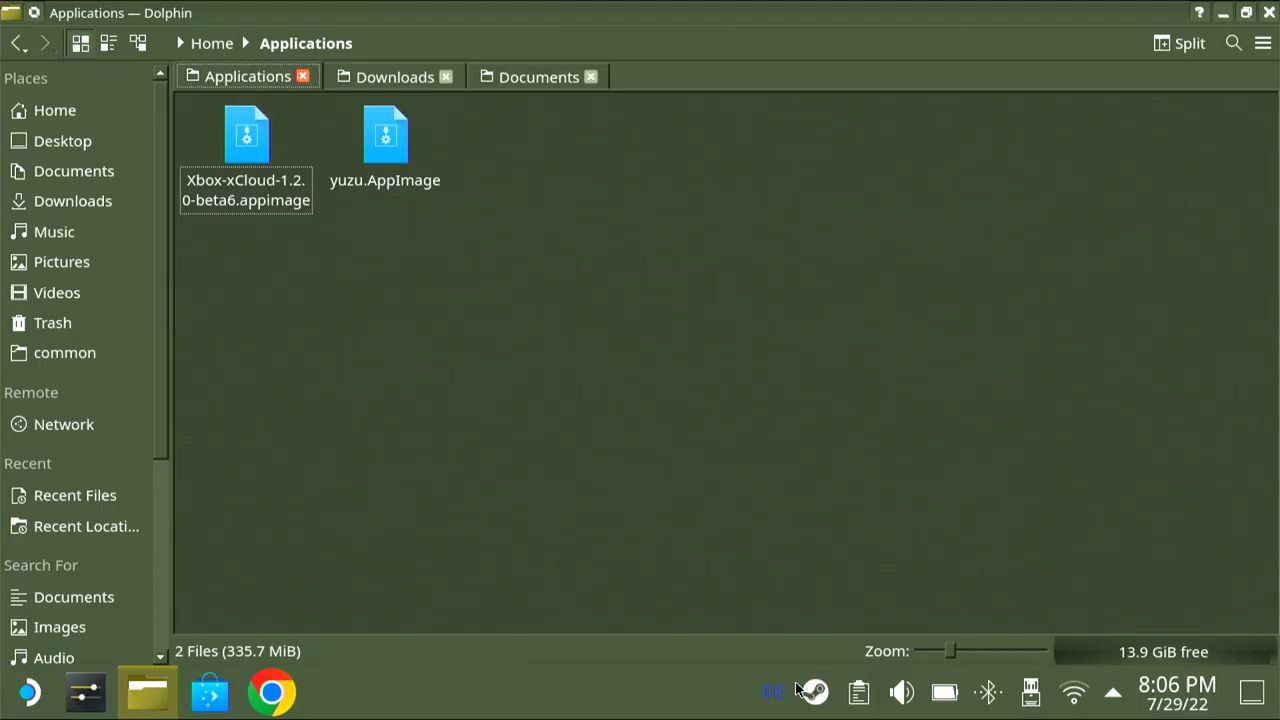 Applications — Dolphin
Home
Applications
Split
Places
Home
Desktop
Documents
Downloads
Music
Pictures
Videos
Trash
common
Remote
Network
Recent
Recent Files
Recent Locati...
Search For
Documents
Images
Audio
Applications
Downloads
Documents
Xbox-xCloud-1.2.
0-beta6.appimage
yuzu.AppImage
2 Files (335.7 MiB)
Zoom:
13.9 GiB free
DE
8:06 PM
7/29/22